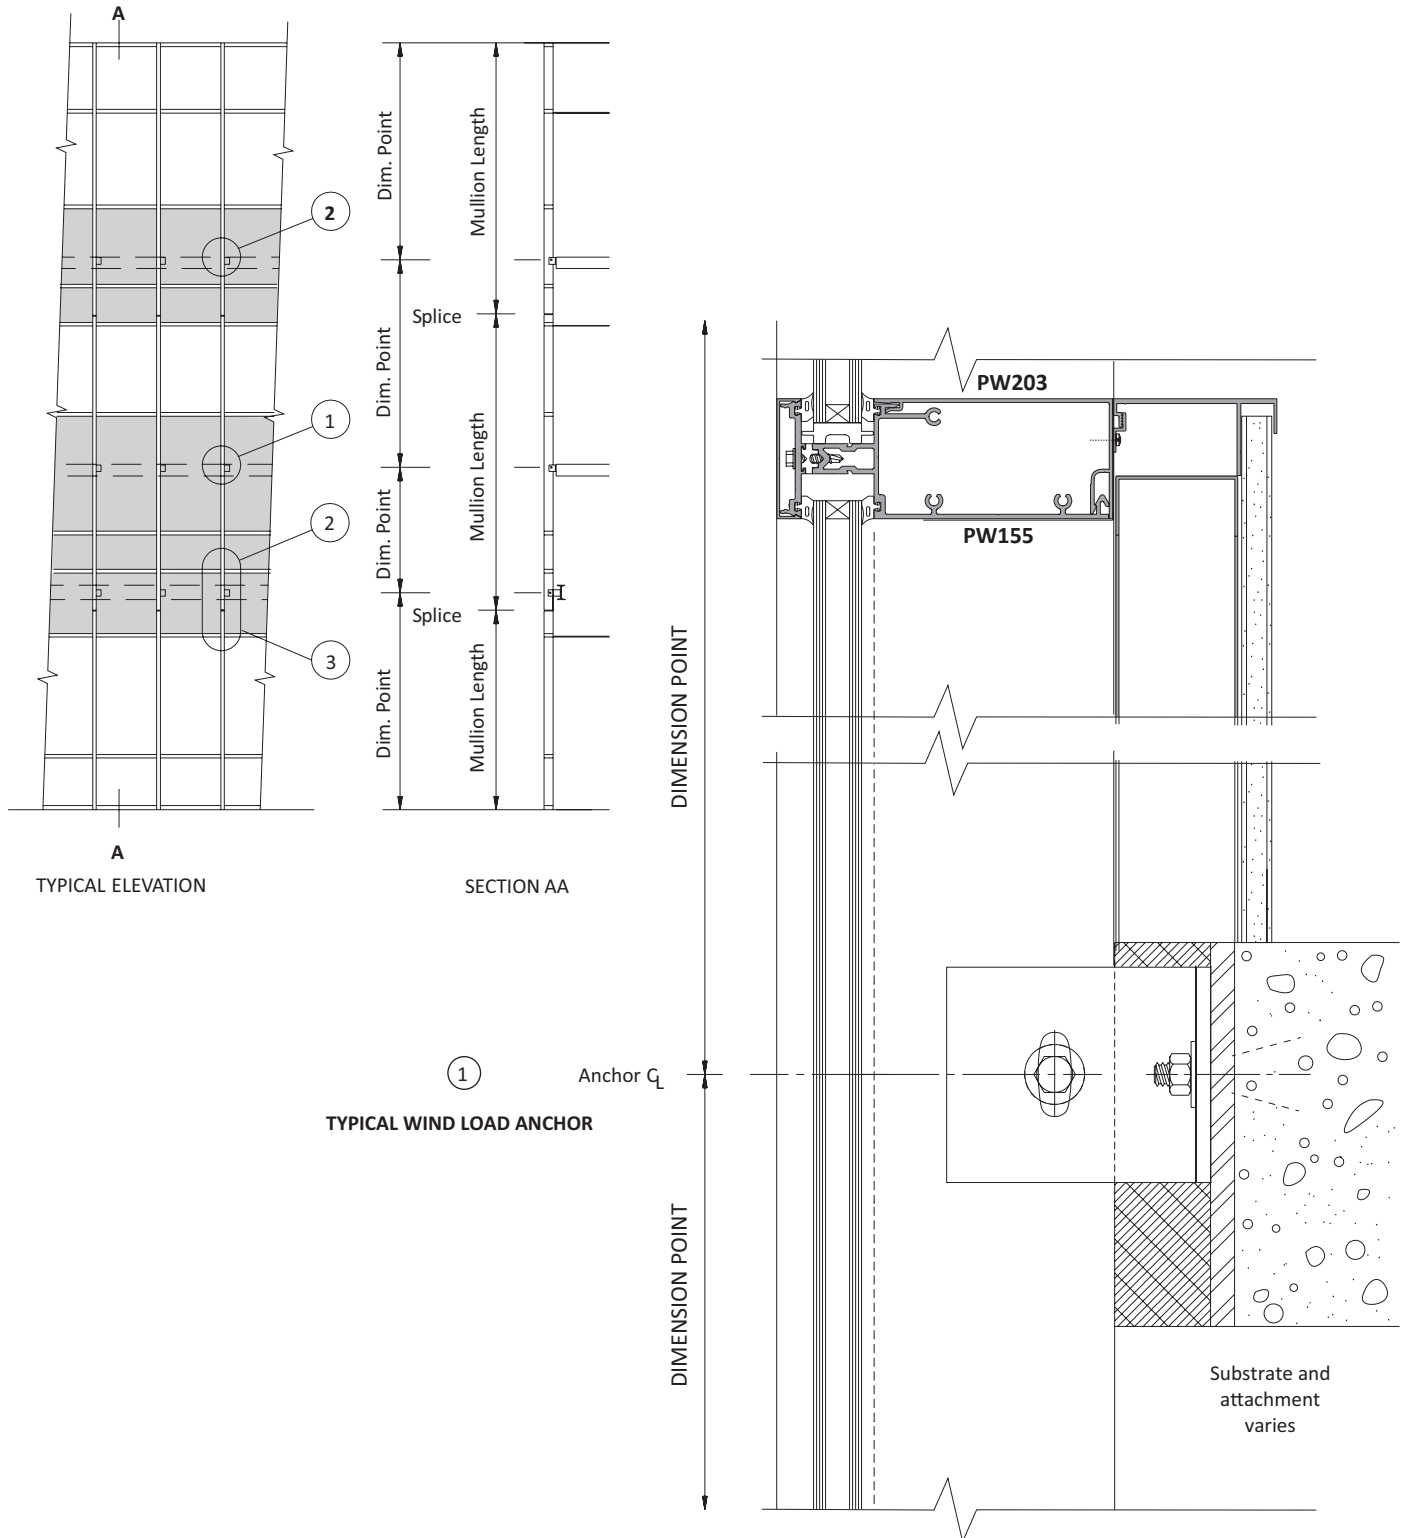 A
2
1
2
3
A
TYPICAL ELEVATION
Dim. Point
Dim. Point
Dim. Point
Dim. Point
Splice
Splice
Mullion Length
Mullion Length
Mullion Length
SECTION AA
PW203
PW155
DIMENSION POINT
DIMENSION POINT
1
Anchor CL
TYPICAL WIND LOAD ANCHOR
Substrate and
attachment
varies